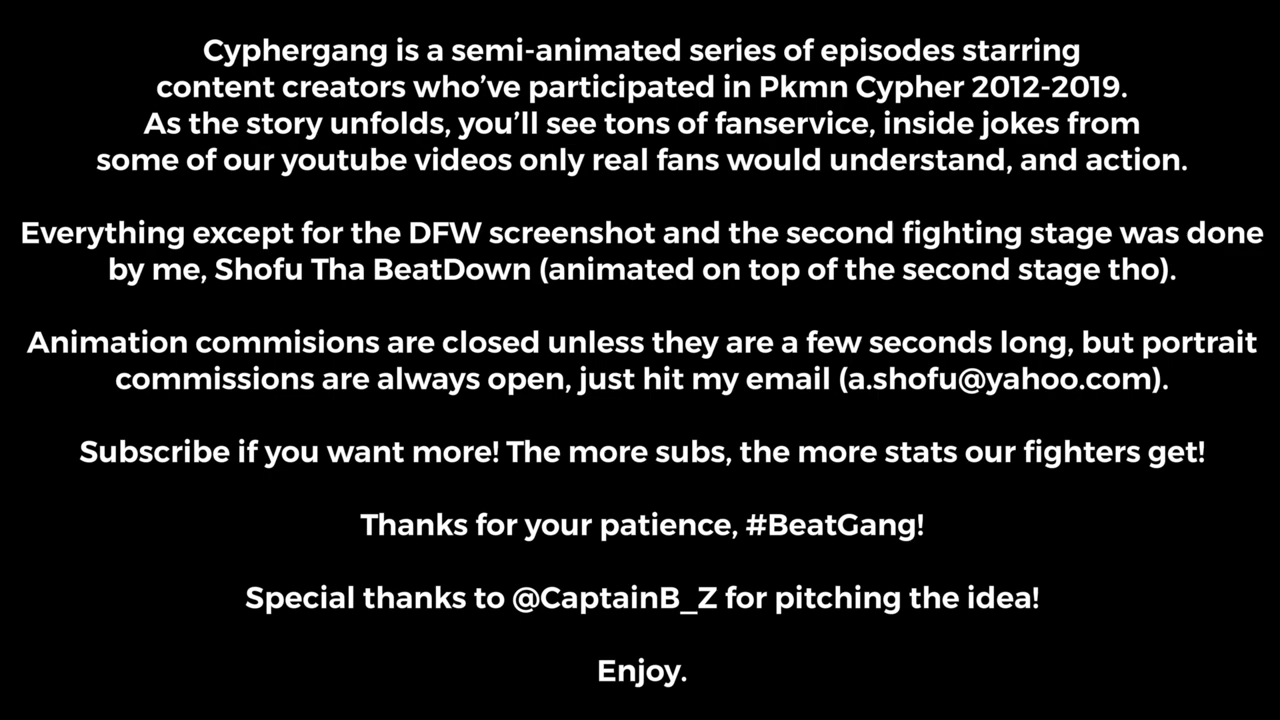 Cyphergang is a semi-animated series of episodes starring
content creators who’ve participated in Pkmn Cypher 2012-2019.
As the story unfolds, you’ll see tons of fanservice, inside jokes from
some of our youtube videos only real fans would understand, and action.
Everything except for the DFW screenshot and the second fighting stage was done
by me, Shofu Tha BeatDown (animated on top of the second stage tho).
Animation commisions are closed unless they are a few seconds long, but portrait
commissions are always open, just hit my email (a.shofu@yahoo.com).
Subscribe if you want more! The more subs, the more stats our fighters get!
Thanks for your patience, #BeatGang!
Special thanks to @CaptainB_Z for pitching the idea!
Enjoy.